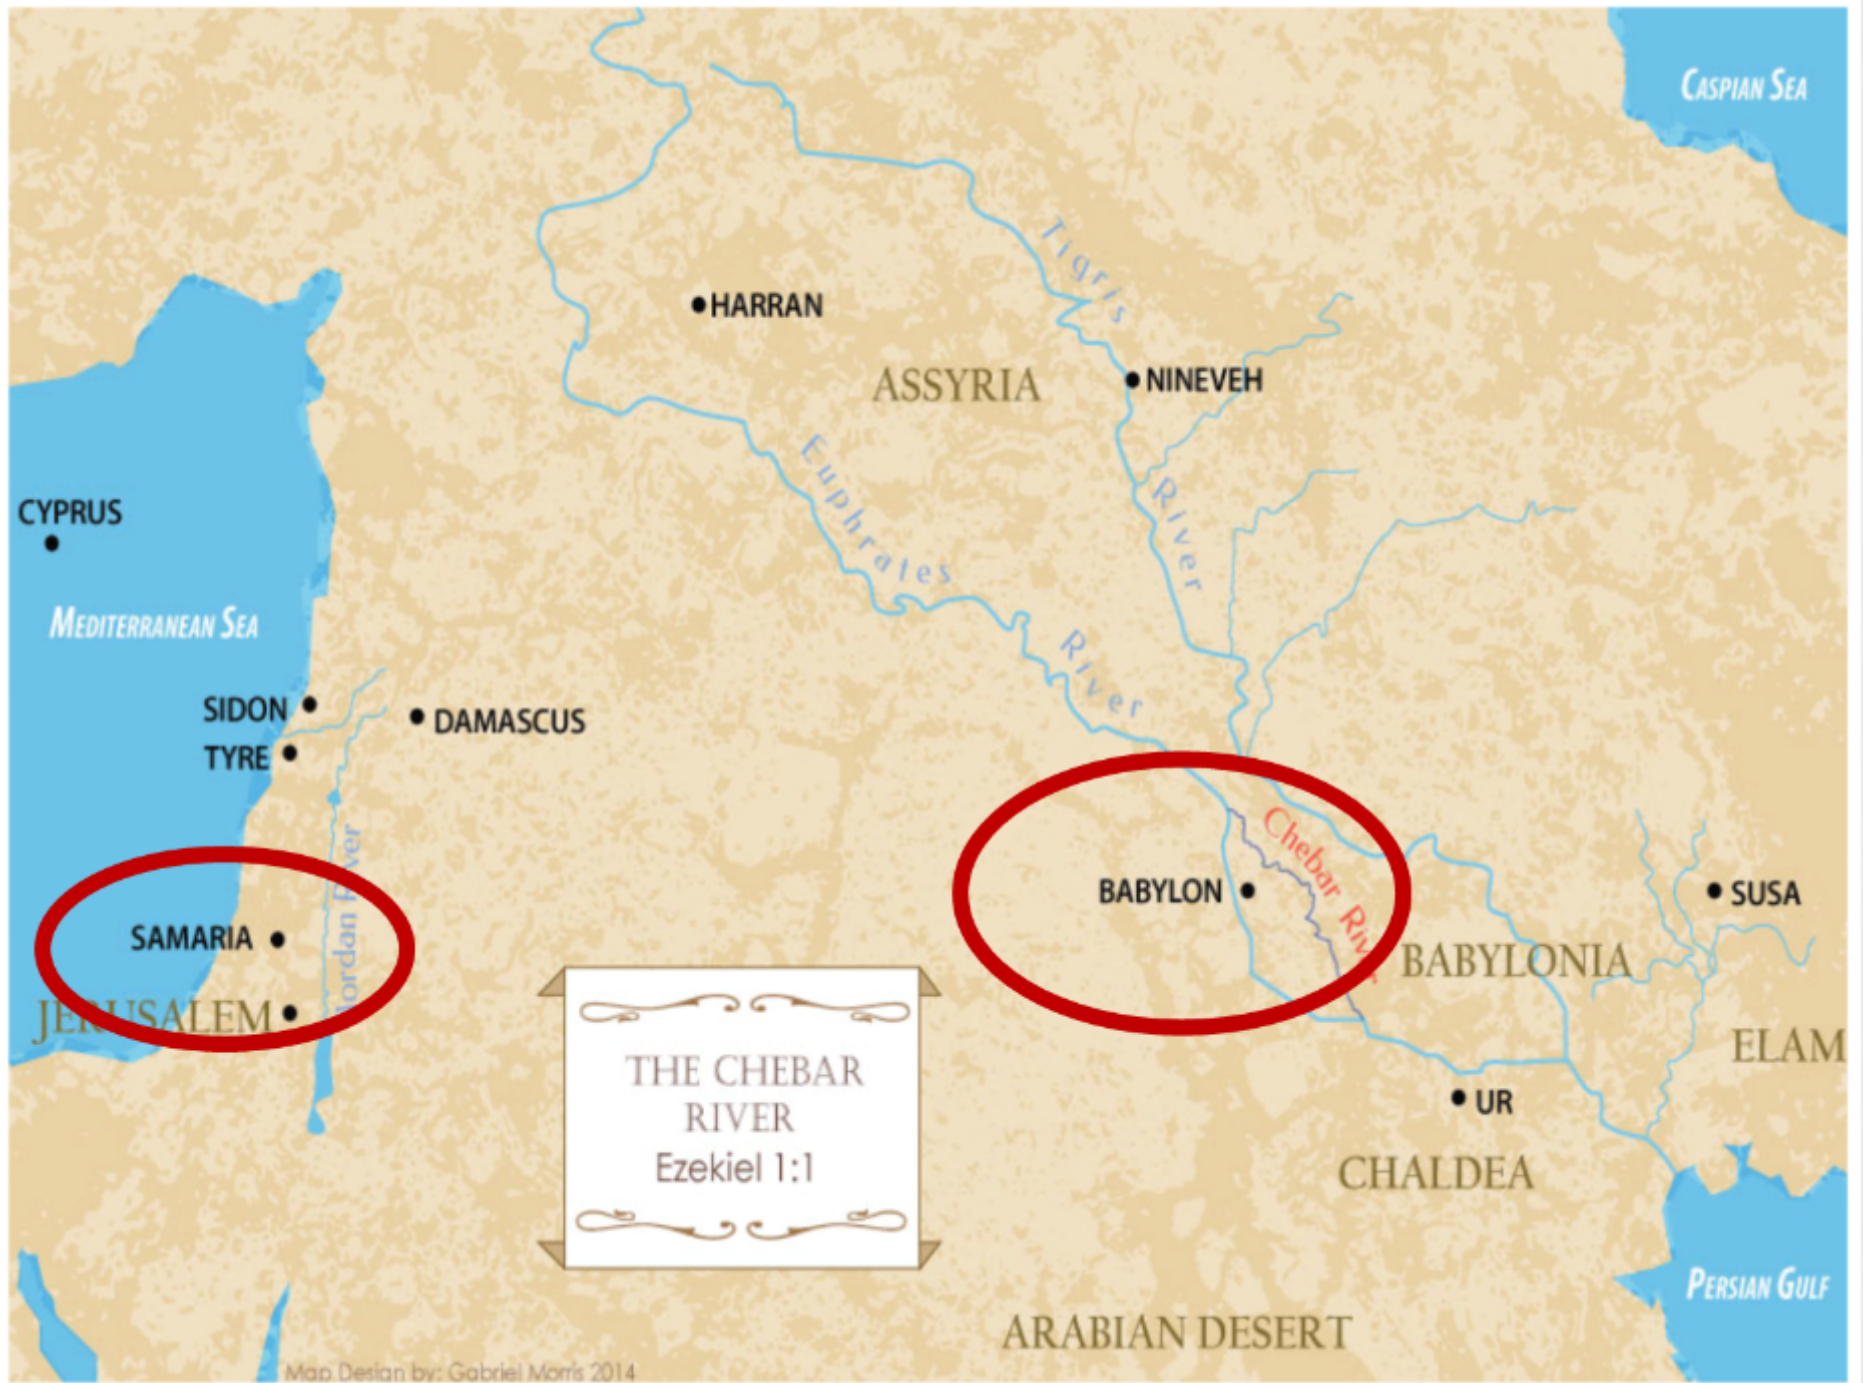 CASPIAN SEA
Tigris
River
HARRAN
ASSYRIA
NINEVEH
Euphrates
River
CYPRUS
MEDITERRANEAN SEA
SIDON
DAMASCUS
TYRE
Jordan River
SAMARIA
JERUSALEM
Chebar River
BABYLON
SUSA
BABYLONIA
ELAM
THE CHEBAR
RIVER
Ezekiel 1:1
UR
CHALDEA
PERSIAN GULF
ARABIAN DESERT
Map Design by: Gabriel Morris 2014